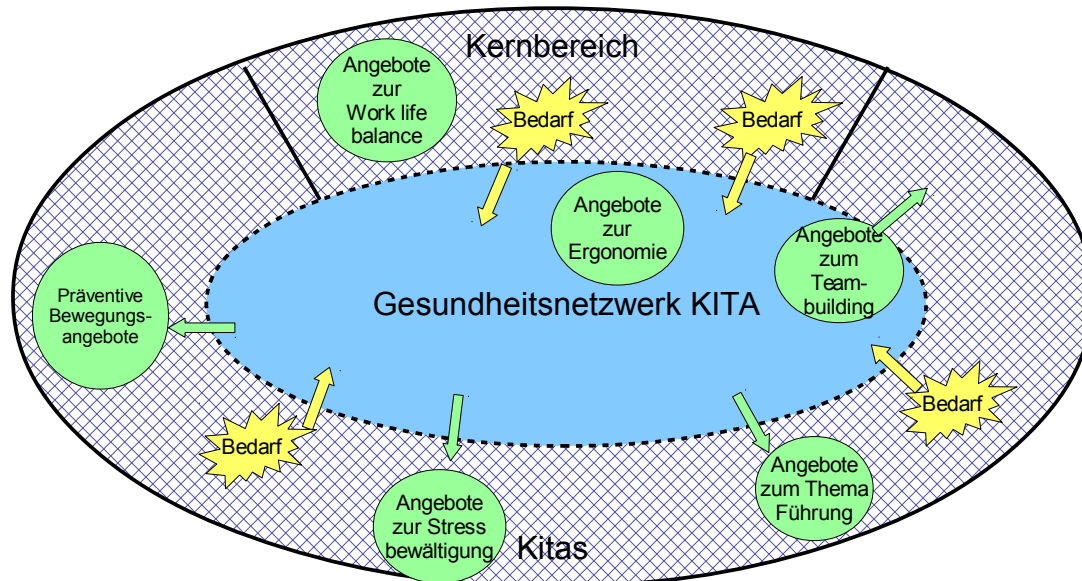 Kernbereich
Angebote
zur
Work life
balance
Bedarf
Bedarf
Angebote
zur
Ergonomie
Angebote
zum
Team-
building
Präventive
Bewegungs-
angebote
Gesundheitsnetzwerk KITA
Bedarf
Bedarf
Angebote
zur Stress
bewältigung
Angebote
zum Thema
Führung
Kitas